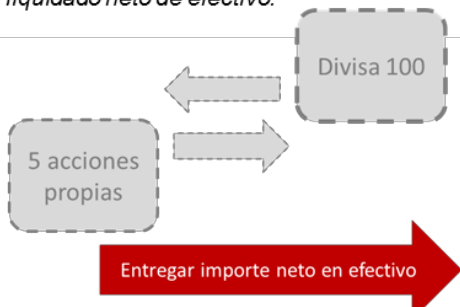 liquidado neto de efectivo.
Divisa 100
5 acciones
propias
Entregar importe neto en efectivo